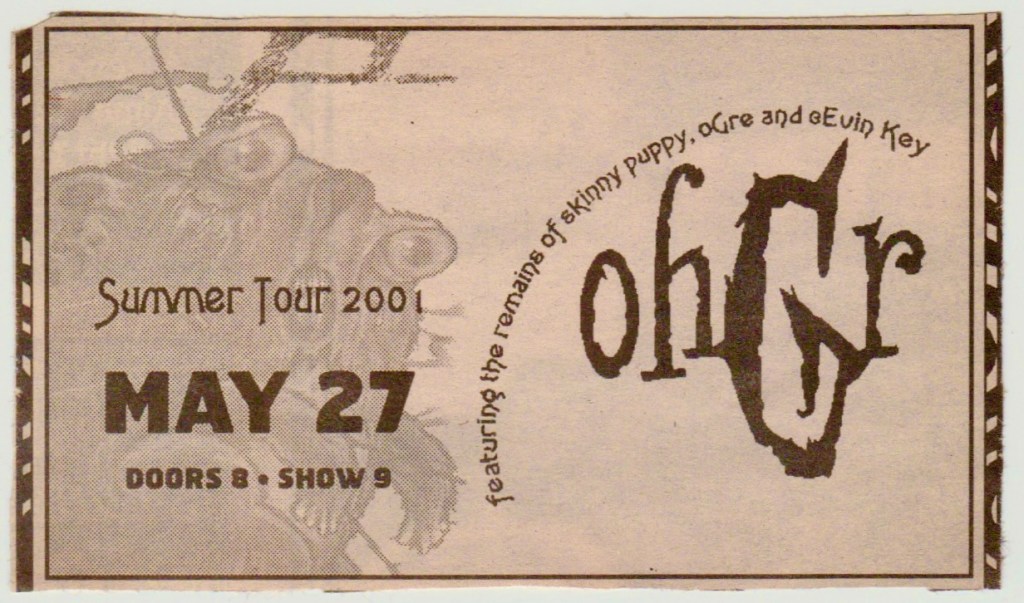 Summer Tour 2001
MAY 27
DOORS 8 • SHOW 9
featuring the remains of skinny puppy, oGre and cEvin Key
ohGr